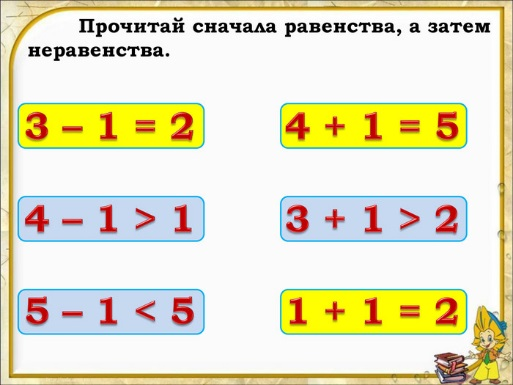 Прочитай сначала равенства, а затем
неравенства.
3 – 1 = 2
4 + 1 = 5
4 – 1 > 1
3 + 1 > 2
5 – 1 < 5
1 + 1 = 2